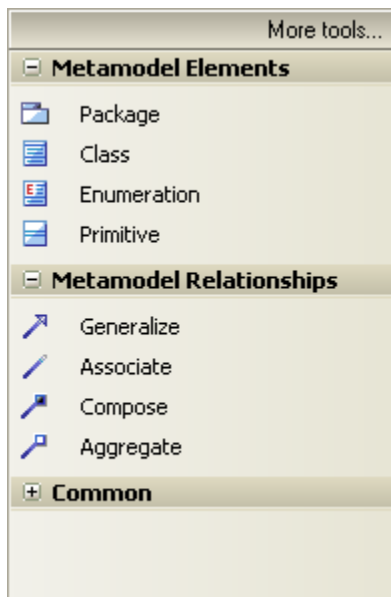 More tools...
Metamodel Elements
Package
Class
Enumeration
Primitive
Metamodel Relationships
Generalize
Associate
Compose
Aggregate
Common